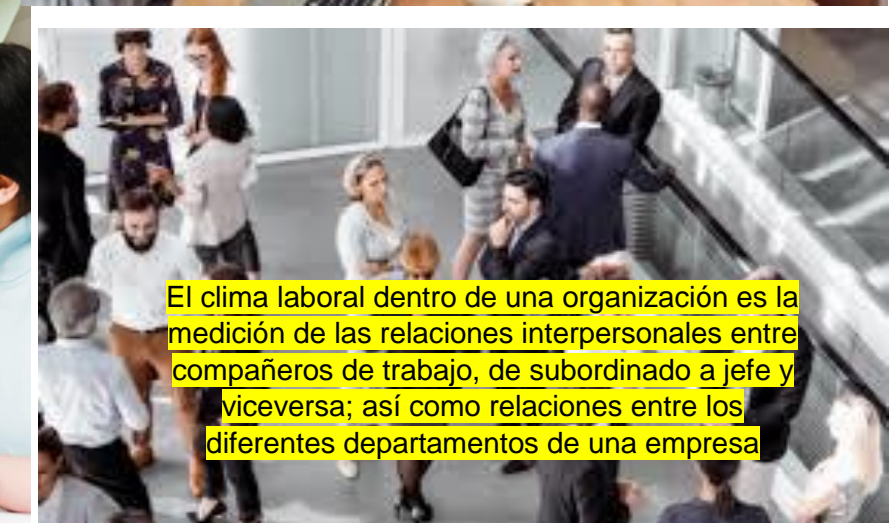 El clima laboral dentro de una organización es la
medición de las relaciones interpersonales entre
compañeros de trabajo, de subordinado a jefe y
viceversa; así como relaciones entre los
diferentes departamentos de una empresa